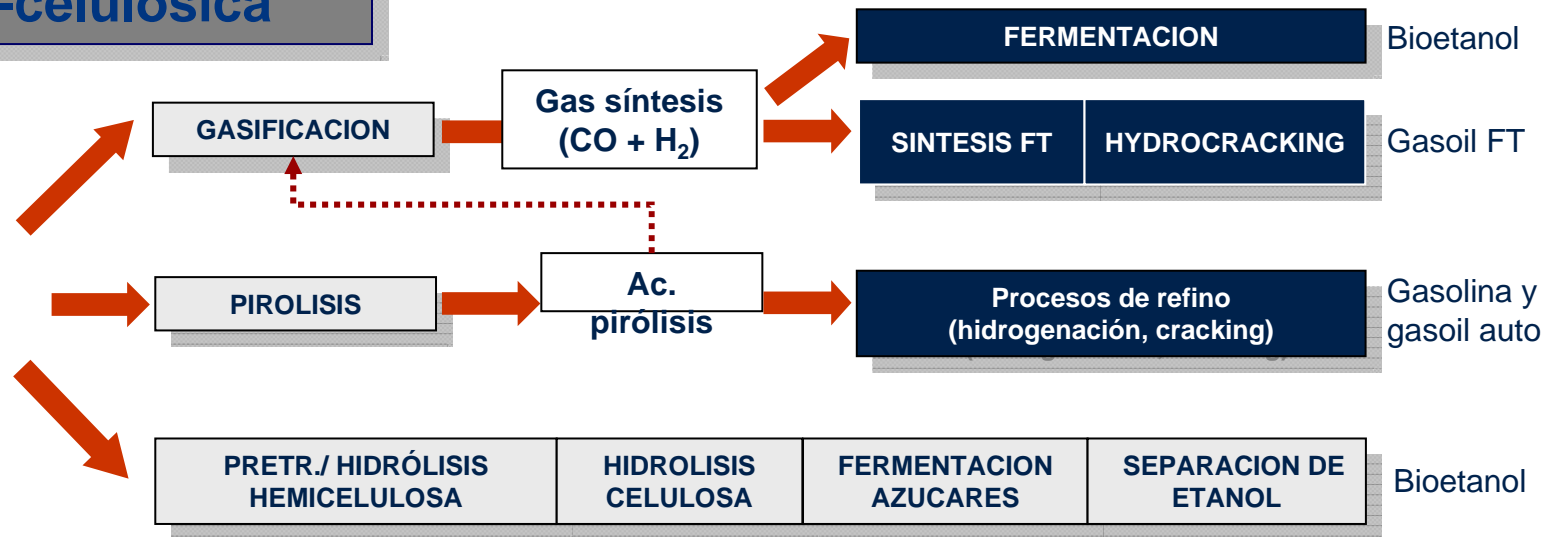 -celulósica
FERMENTACION
Bioetanol
GASIFICACION
Gas síntesis
(CO + H₂)
SINTESIS FT
HYDROCRACKING
Gasoil FT
PIROLISIS
Ac.
pirólisis
Procesos de refino
(hidrogenación, cracking)
Gasolina y
gasoil auto
PRETR./ HIDRÓLISIS
HEMICELULOSA
HIDROLISIS
CELULOSA
FERMENTACION
AZUCARES
SEPARACION DE
ETANOL
Bioetanol